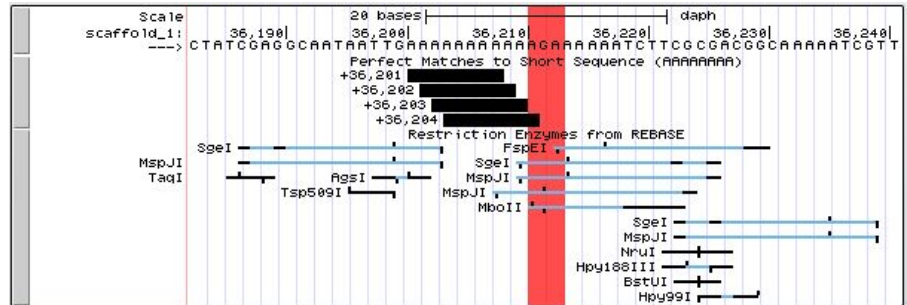 Scale 20 bases daph
scaffold_1: 36,190 36,200 36,210 36,220 36,230 36,240
---> CTATCGAGGCAATAATTGAAAAAAAAAAAGAAAAAATCTTCGCGACGGCAAAAATCGTT
Perfect Matches to Short Sequence (AAAAAAAA)
+36,201
+36,202
+36,203
+36,204
Restriction Enzymes from REBASE
SgeI FspEI
MspJI SgeI
TaqI AgsI MspJI
Tsp509I MspJI
MboII
SgeI
MspJI
NruI
Hpy188III
BstUI
Hpy99I